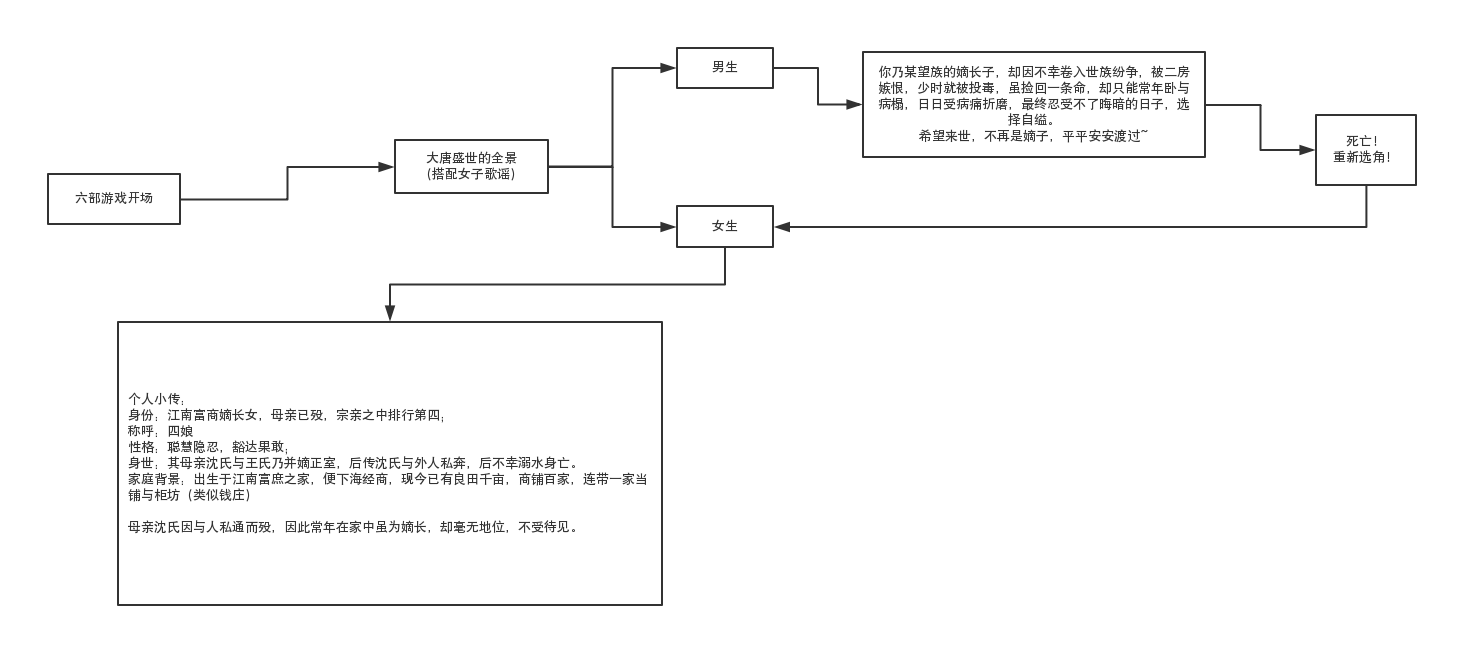 六部游戏开场
大唐盛世的全景
(搭配女子歌谣)
男生
你乃某望族的嫡长子，却因不幸卷入世族纷争，被二房
嫉恨，少时就被投毒，虽捡回一条命，却只能常年卧与
病榻，日日受病痛折磨，最终忍受不了晦暗的日子，选
择自缢。
希望来世，不再是嫡子，平平安安渡过~
死亡！
重新选角！
女生
个人小传：
身份：江南富商嫡长女，母亲已殁，宗亲之中排行第四；
称呼：四娘
性格：聪慧隐忍，豁达果敢；
身世：其母亲沈氏与王氏乃并嫡正室，后传沈氏与外人私奔，后不幸溺水身亡。
家庭背景：出生于江南富庶之家，便下海经商，现今已有良田千亩，商铺百家，连带一家当
铺与柜坊（类似钱庄）
母亲沈氏因与人私通而殁，因此常年在家中虽为嫡长，却毫无地位，不受待见。